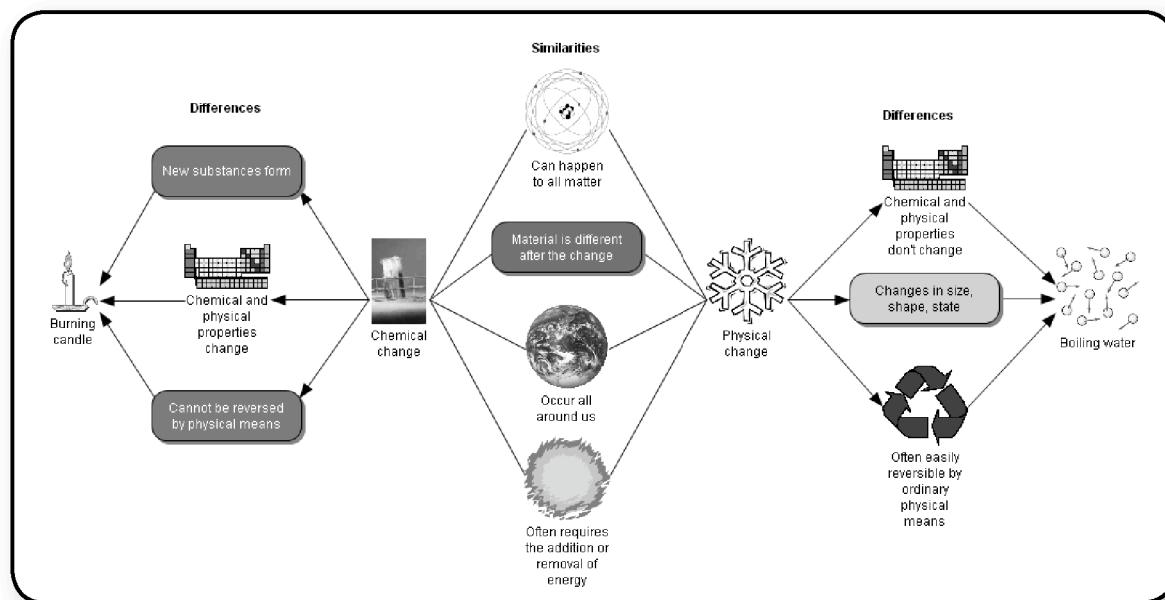 Similarities
Differences
Differences
New substances form
Can happen
to all matter
Chemical and
physical
properties
don't change
Material is different
after the change
Burning
candle
Chemical and
physical
properties
change
Chemical
change
Physical
change
Changes in size,
shape, state
Boiling water
Cannot be reversed
by physical means
Occur all
around us
Often easily
reversible by
ordinary
physical
means
Often requires
the addition or
removal of
energy